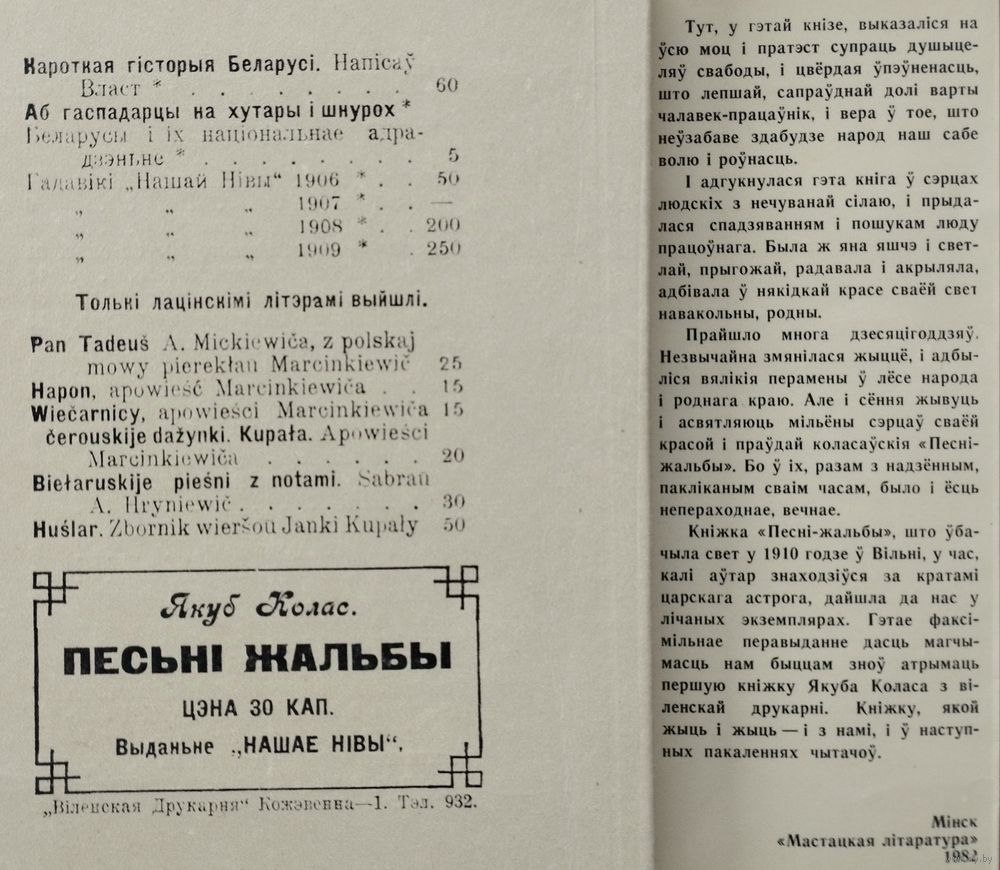 Кароткая гісторыя Беларусі. Напісаў
Власт * . . . . . . . 60
Аб гаспадарцы на хутары і шнурох *
Беларусы і іх національнае адра-
дзэньне * . . . . . . 5
Гадавікі „Нашай Нівы“ 1906 * . . 50
„ „ „ 1907 * . . —
„ „ „ 1908 * . . 200
„ „ „ 1909 * . 250
Толькі лацінскімі літэрамі выйшлі.
Pan Tadeuš A. Mickiewiča, z polskaj
mowy pierekłau Marcinkiewič 25
Hapon, apowieść Marcinkiewiča . . 15
Wiečarnicy, apowieści Marcinkiewiča 15
čerouskije dažynki. Kupała. Apowieści
Marcinkiewiča . . . . . . 20
Biełaruskije pieśni z notami. Sabrau
A. Hryniewič . . . . . . . 30
Huślar. Zbornik wieršou Janki Kupały 50
Якуб Колас.
ПЕСЬНІ ЖАЛЬБЫ
ЦЭНА 30 КАП.
Выданьне „НАШАЕ НІВЫ“.
„Віленская Друкарня“ Кожэвенна—1. Тэл. 932.
Тут, у гэтай кнізе, выказаліся на
ўсю моц і пратэст супраць душыце-
ляў свабоды, і цвёрдая ўпэўненасць,
што лепшай, сапраўднай долі варты
чалавек-працаўнік, і вера ў тое, што
неўзабаве здабудзе народ наш сабе
волю і роўнасць.
І адгукнулася гэта кніга ў сэрцах
людскіх з нечуванай сілаю, і прыда-
лася спадзяванням і пошукам люду
працоўнага. Была ж яна яшчэ і свет-
лай, прыгожай, радавала і акрыляла,
адбівала ў някідкай красе сваёй свет
навакольны, родны.
Прайшло многа дзесяцігоддзяў.
Незвычайна змянілася жыццё, і адбы-
ліся вялікія перамены ў лёсе народа
і роднага краю. Але і сёння жывуць
і асвятляюць мільёны сэрцаў сваёй
красой і праўдай коласаўскія «Песні-
жальбы». Бо ў іх, разам з надзённым,
пакліканым сваім часам, было і ёсць
непераходнае, вечнае.
Кніжка «Песні-жальбы», што ўба-
чыла свет у 1910 годзе ў Вільні, у час,
калі аўтар знаходзіўся за кратамі
царскага астрога, дайшла да нас у
лічаных экземплярах. Гэтае факсі-
мільнае перавыданне дасць магчы-
масць нам быццам зноў атрымаць
першую кніжку Якуба Коласа з ві-
ленскай друкарні. Кніжку, якой
жыць і жыць — і з намі, і ў наступ-
ных пакаленнях чытачоў.
Мінск
«Мастацкая літаратура»
1982